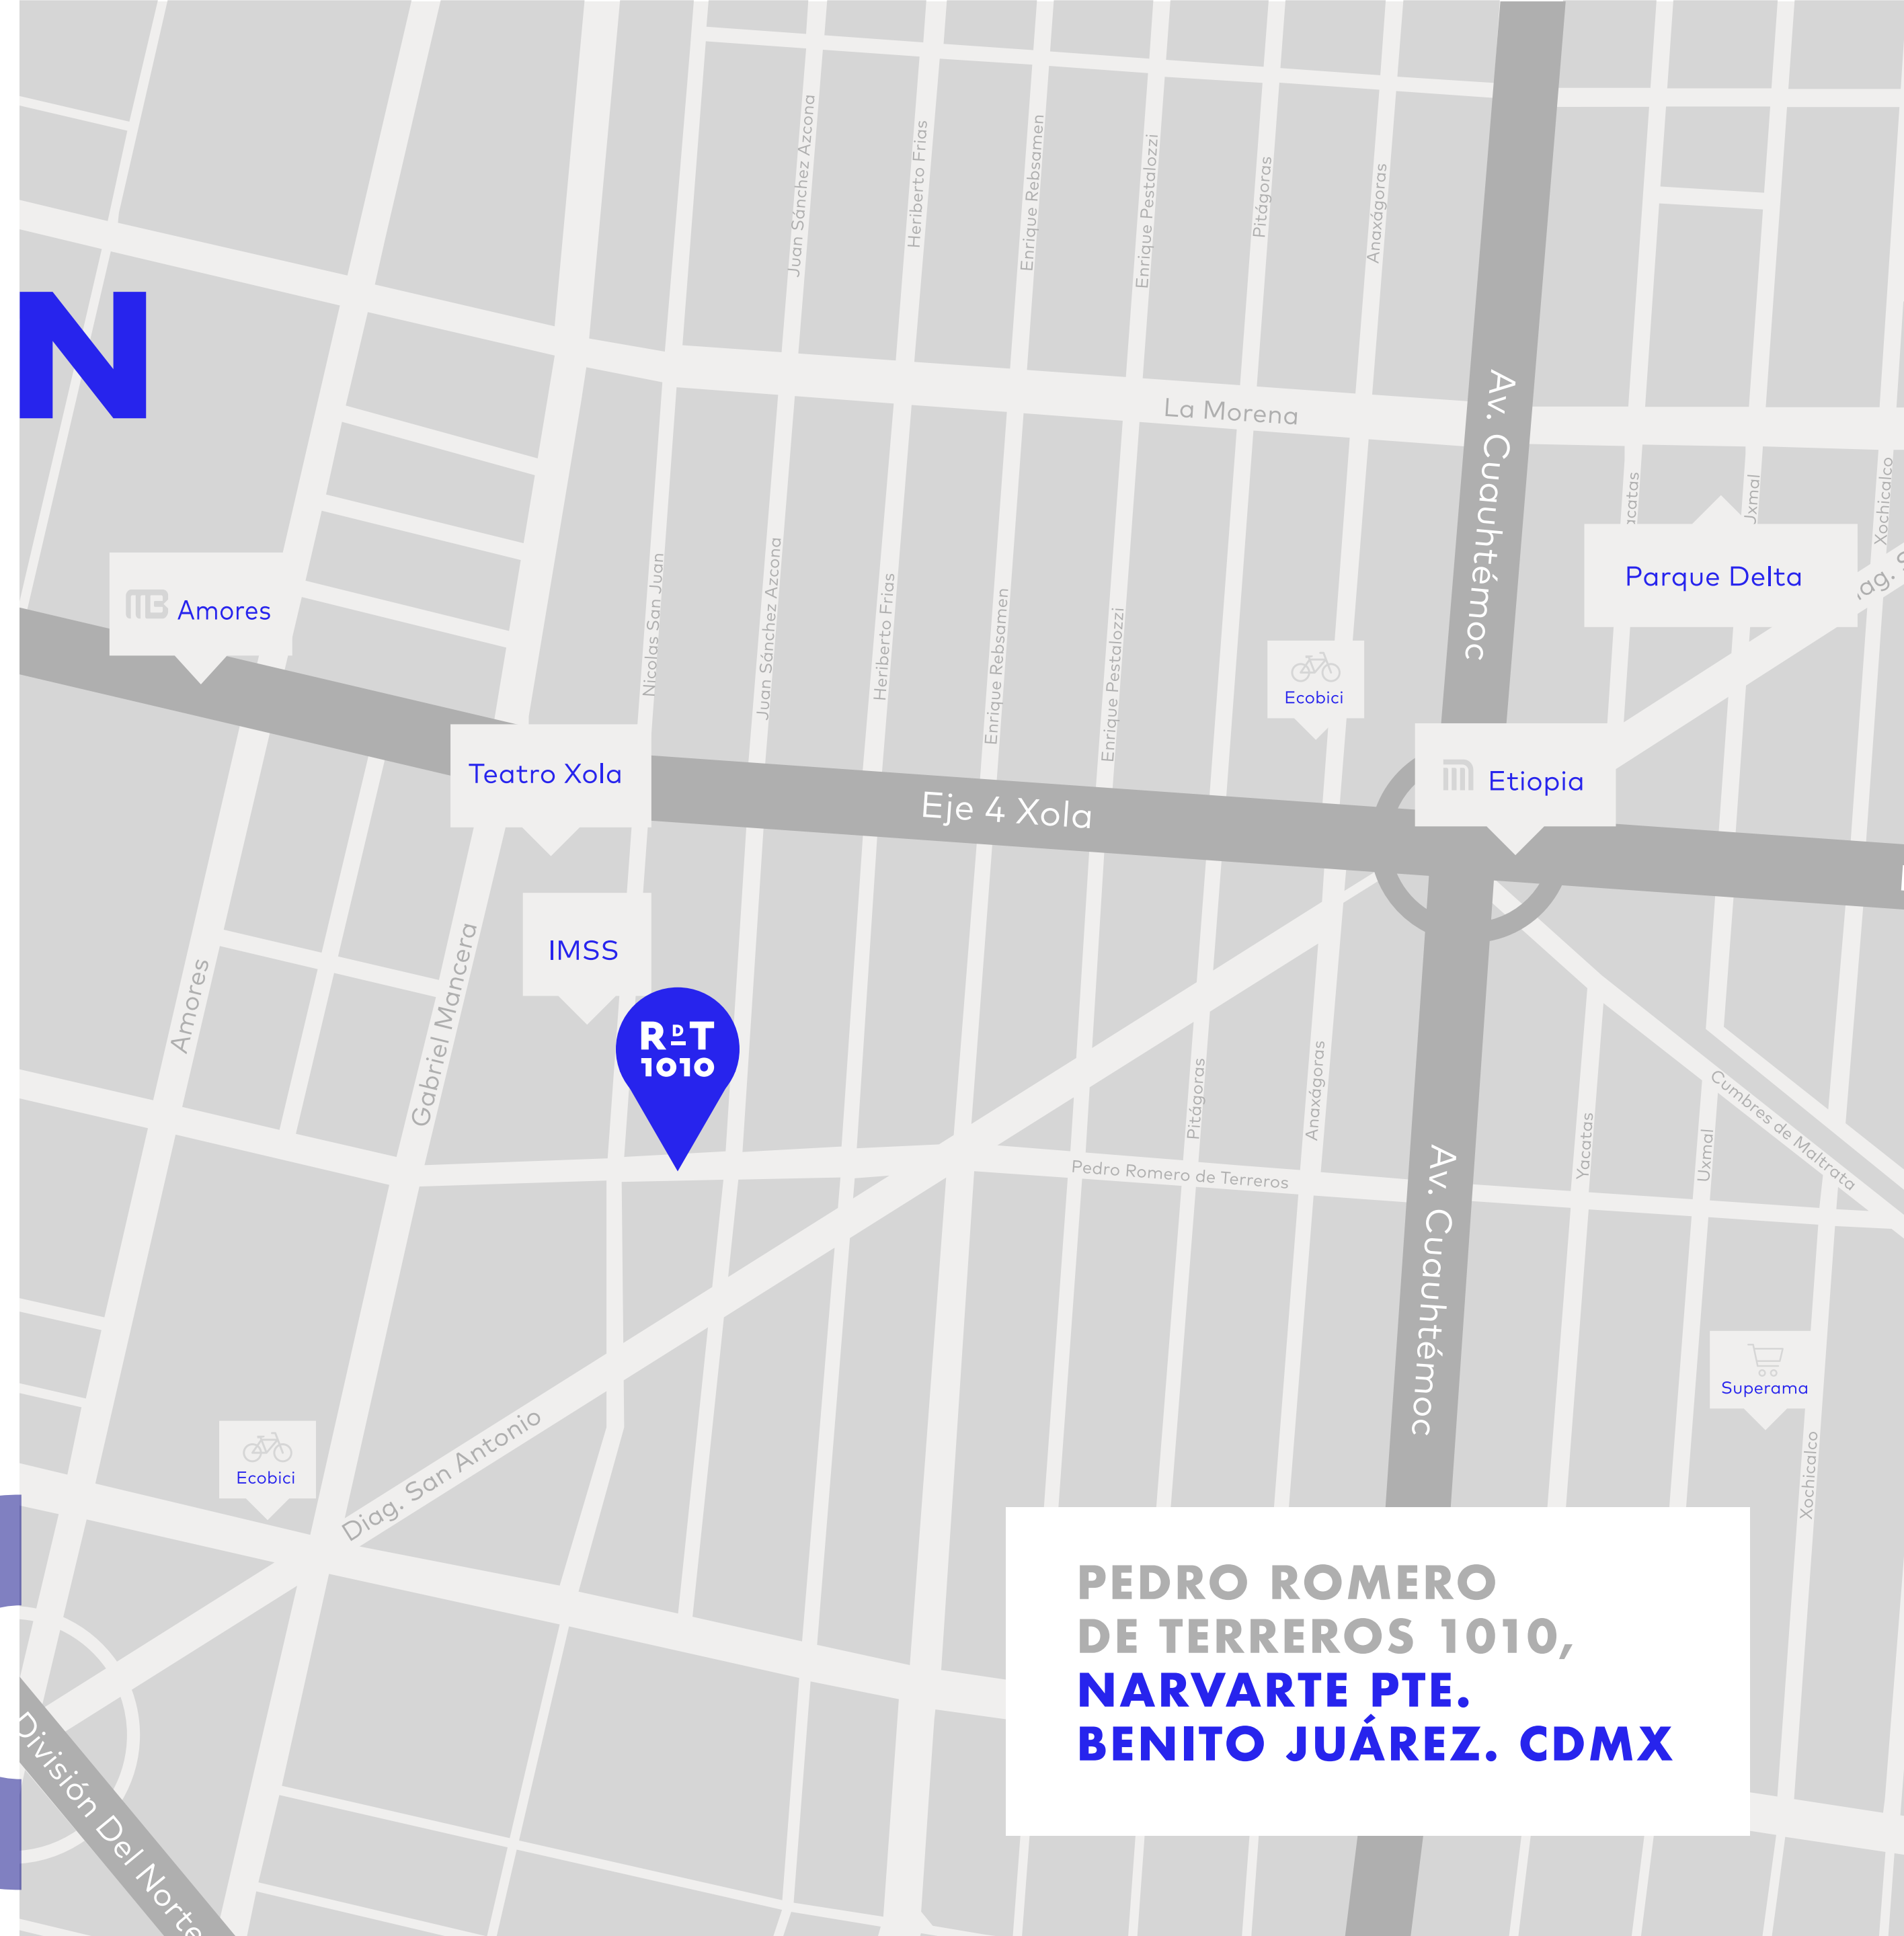 Juan Sánchez Azcona
Heriberto Frias
Enrique Rebsamen
Enrique Pestalozzi
Pitágoras
Anaxágoras
N
La Morena
Av. Cuauhtémoc
Xochicalco
Parque Delta
Amores
Nicolas San Juan
Juan Sánchez Azcona
Heriberto Frias
Enrique Rebsamen
Enrique Pestalozzi
Ecobici
Teatro Xola
Etiopia
Eje 4 Xola
IMSS
Amores
Gabriel Mancera
RDT
1010
Pitágoras
Anaxágoras
Yacatas
Uxmal
Cumbres de Maltrata
Pedro Romero de Terreros
Av. Cuauhtémoc
Superama
Xochicalco
Ecobici
Diag. San Antonio
PEDRO ROMERO
DE TERREROS 1010,
NARVARTE PTE.
BENITO JUÁREZ. CDMX
División Del Norte